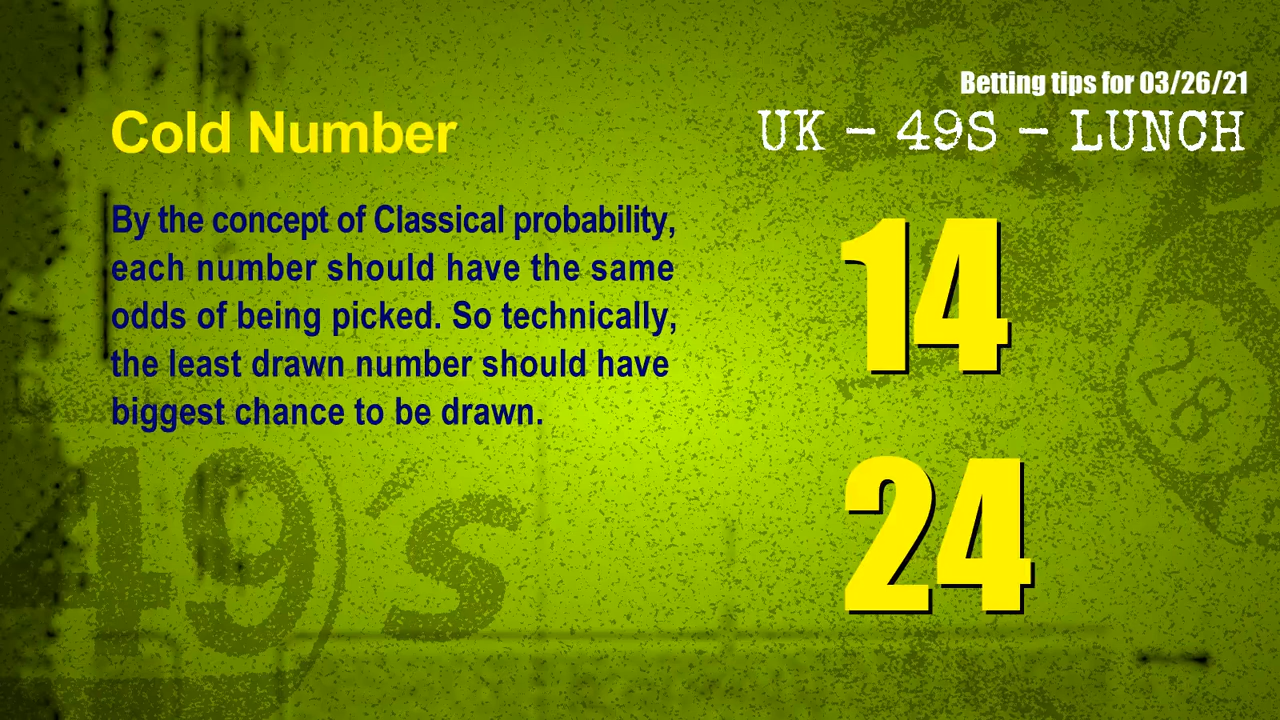 Betting tips for 03/26/21
UK - 49S - LUNCH
Cold Number
By the concept of Classical probability,
each number should have the same
odds of being picked. So technically,
the least drawn number should have
biggest chance to be drawn.
14
24
28
49's